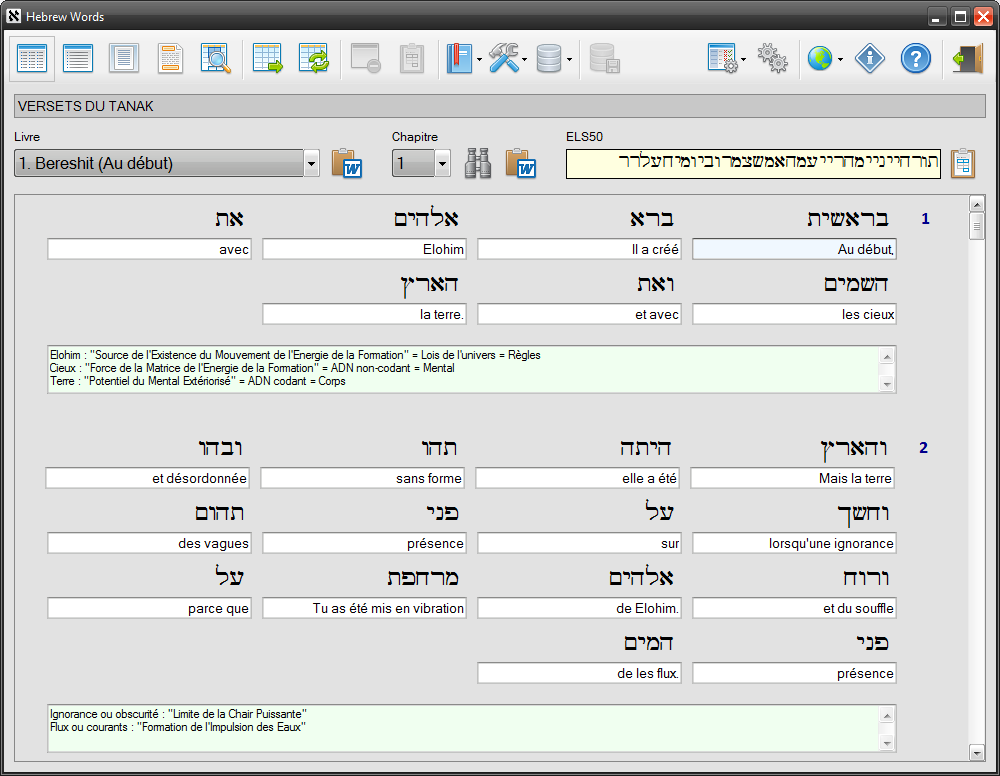 Hebrew Words
VERSETS DU TANAK
Livre
Chapitre
ELS50
1. Bereshit (Au début)
1
תורהייניימהרייעמהאמשצמרוביומיחעלרר
1
בראשית ברא אלהים את
Au début, Il a créé Elohim avec
השמים ואת הארץ
les cieux et avec la terre.
Elohim : "Source de l'Existence du Mouvement de l'Energie de la Formation" = Lois de l'univers = Règles
Cieux : "Force de la Matrice de l'Energie de la Formation" = ADN non-codant = Mental
Terre : "Potentiel du Mental Extériorisé" = ADN codant = Corps
2
והארץ היתה תהו ובהו
Mais la terre elle a été sans forme et désordonnée
וחשך על פני תהום
lorsqu'une ignorance sur présence des vagues
ורוח אלהים מרחפת על
et du souffle de Elohim. Tu as été mis en vibration parce que
פני המים
présence de les flux.
Ignorance ou obscurité : "Limite de la Chair Puissante"
Flux ou courants : "Formation de l'Impulsion des Eaux"